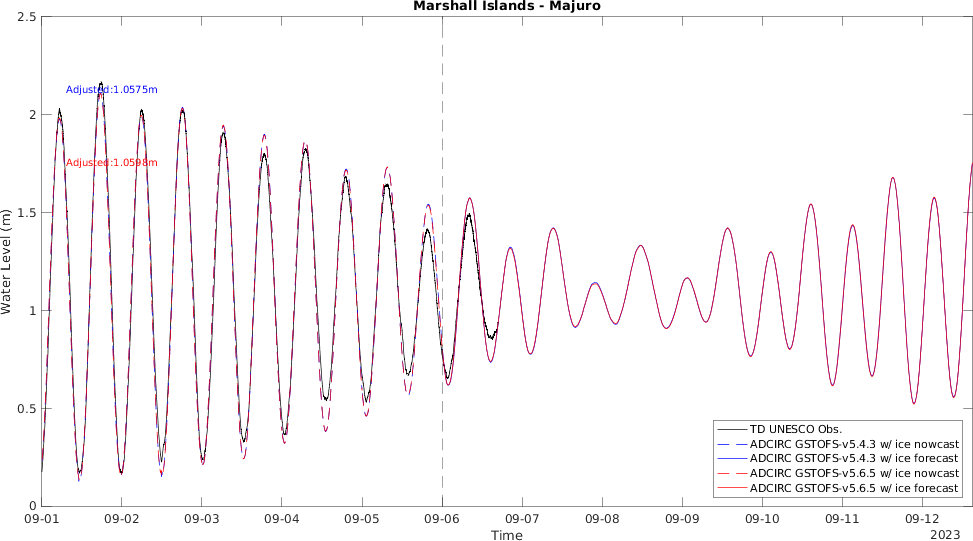 Marshall Islands - Majuro
2.5
2
1.5
1
0.5
0
Water Level (m)
Adjusted:1.0575m
Adjusted:1.0598m
TD UNESCO Obs.
ADCIRC GSTOFS-v5.4.3 w/ ice nowcast
ADCIRC GSTOFS-v5.4.3 w/ ice forecast
ADCIRC GSTOFS-v5.6.5 w/ ice nowcast
ADCIRC GSTOFS-v5.6.5 w/ ice forecast
09-01 09-02 09-03 09-04 09-05 09-06 09-07 09-08 09-09 09-10 09-11 09-12
Time
2023